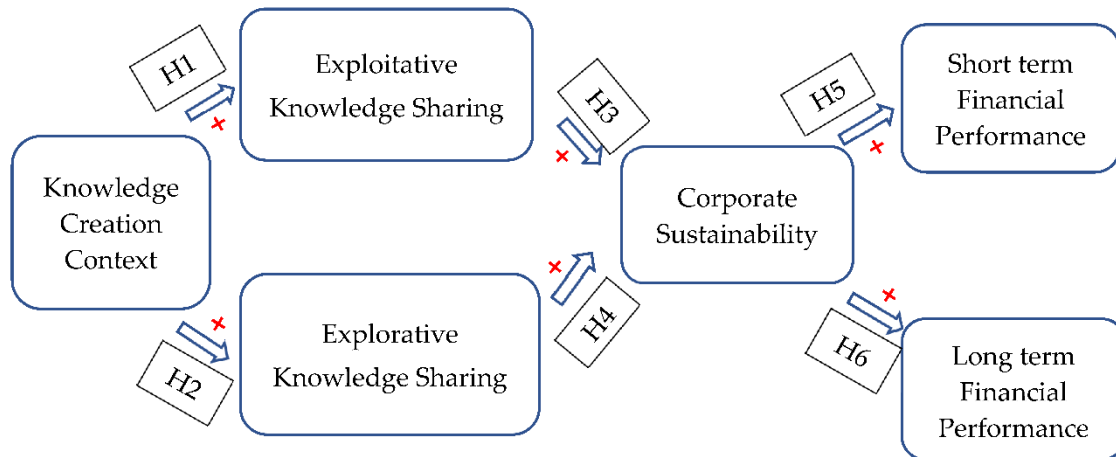 H1
Exploitative
Knowledge Sharing
H3
H5
Short term
Financial
Performance
Knowledge
Creation
Context
Corporate
Sustainability
H2
Explorative
Knowledge Sharing
H4
H6
Long term
Financial
Performance